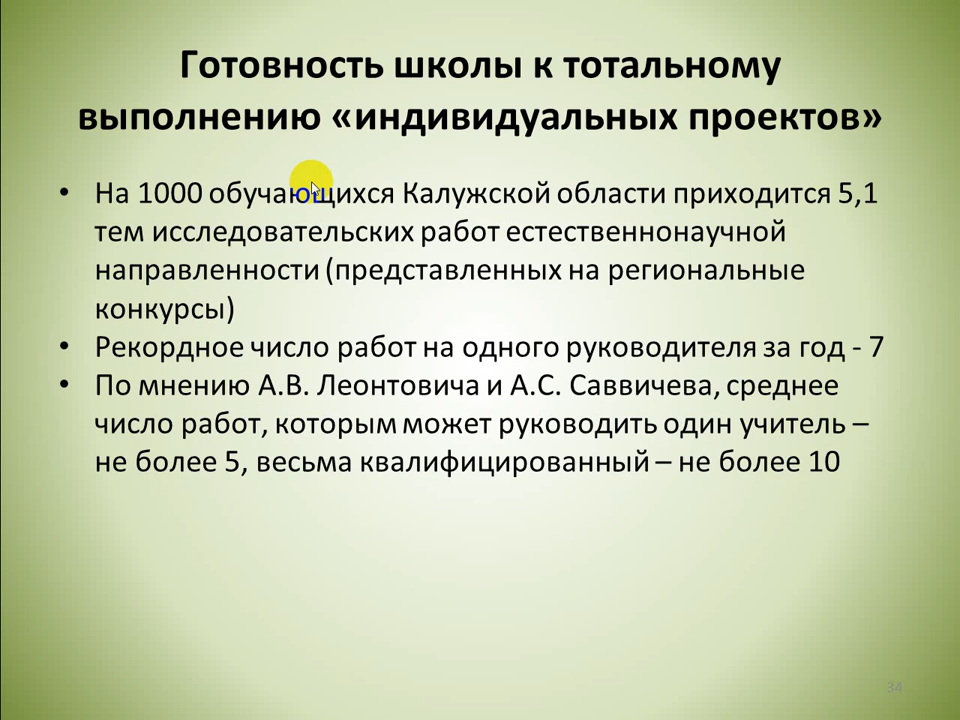 Готовность школы к тотальному
выполнению «индивидуальных проектов»
• На 1000 обучающихся Калужской области приходится 5,1
тем исследовательских работ естественнонаучной
направленности (представленных на региональные
конкурсы)
• Рекордное число работ на одного руководителя за год - 7
• По мнению А.В. Леонтовича и А.С. Саввичева, среднее
число работ, которым может руководить один учитель –
не более 5, весьма квалифицированный – не более 10
34